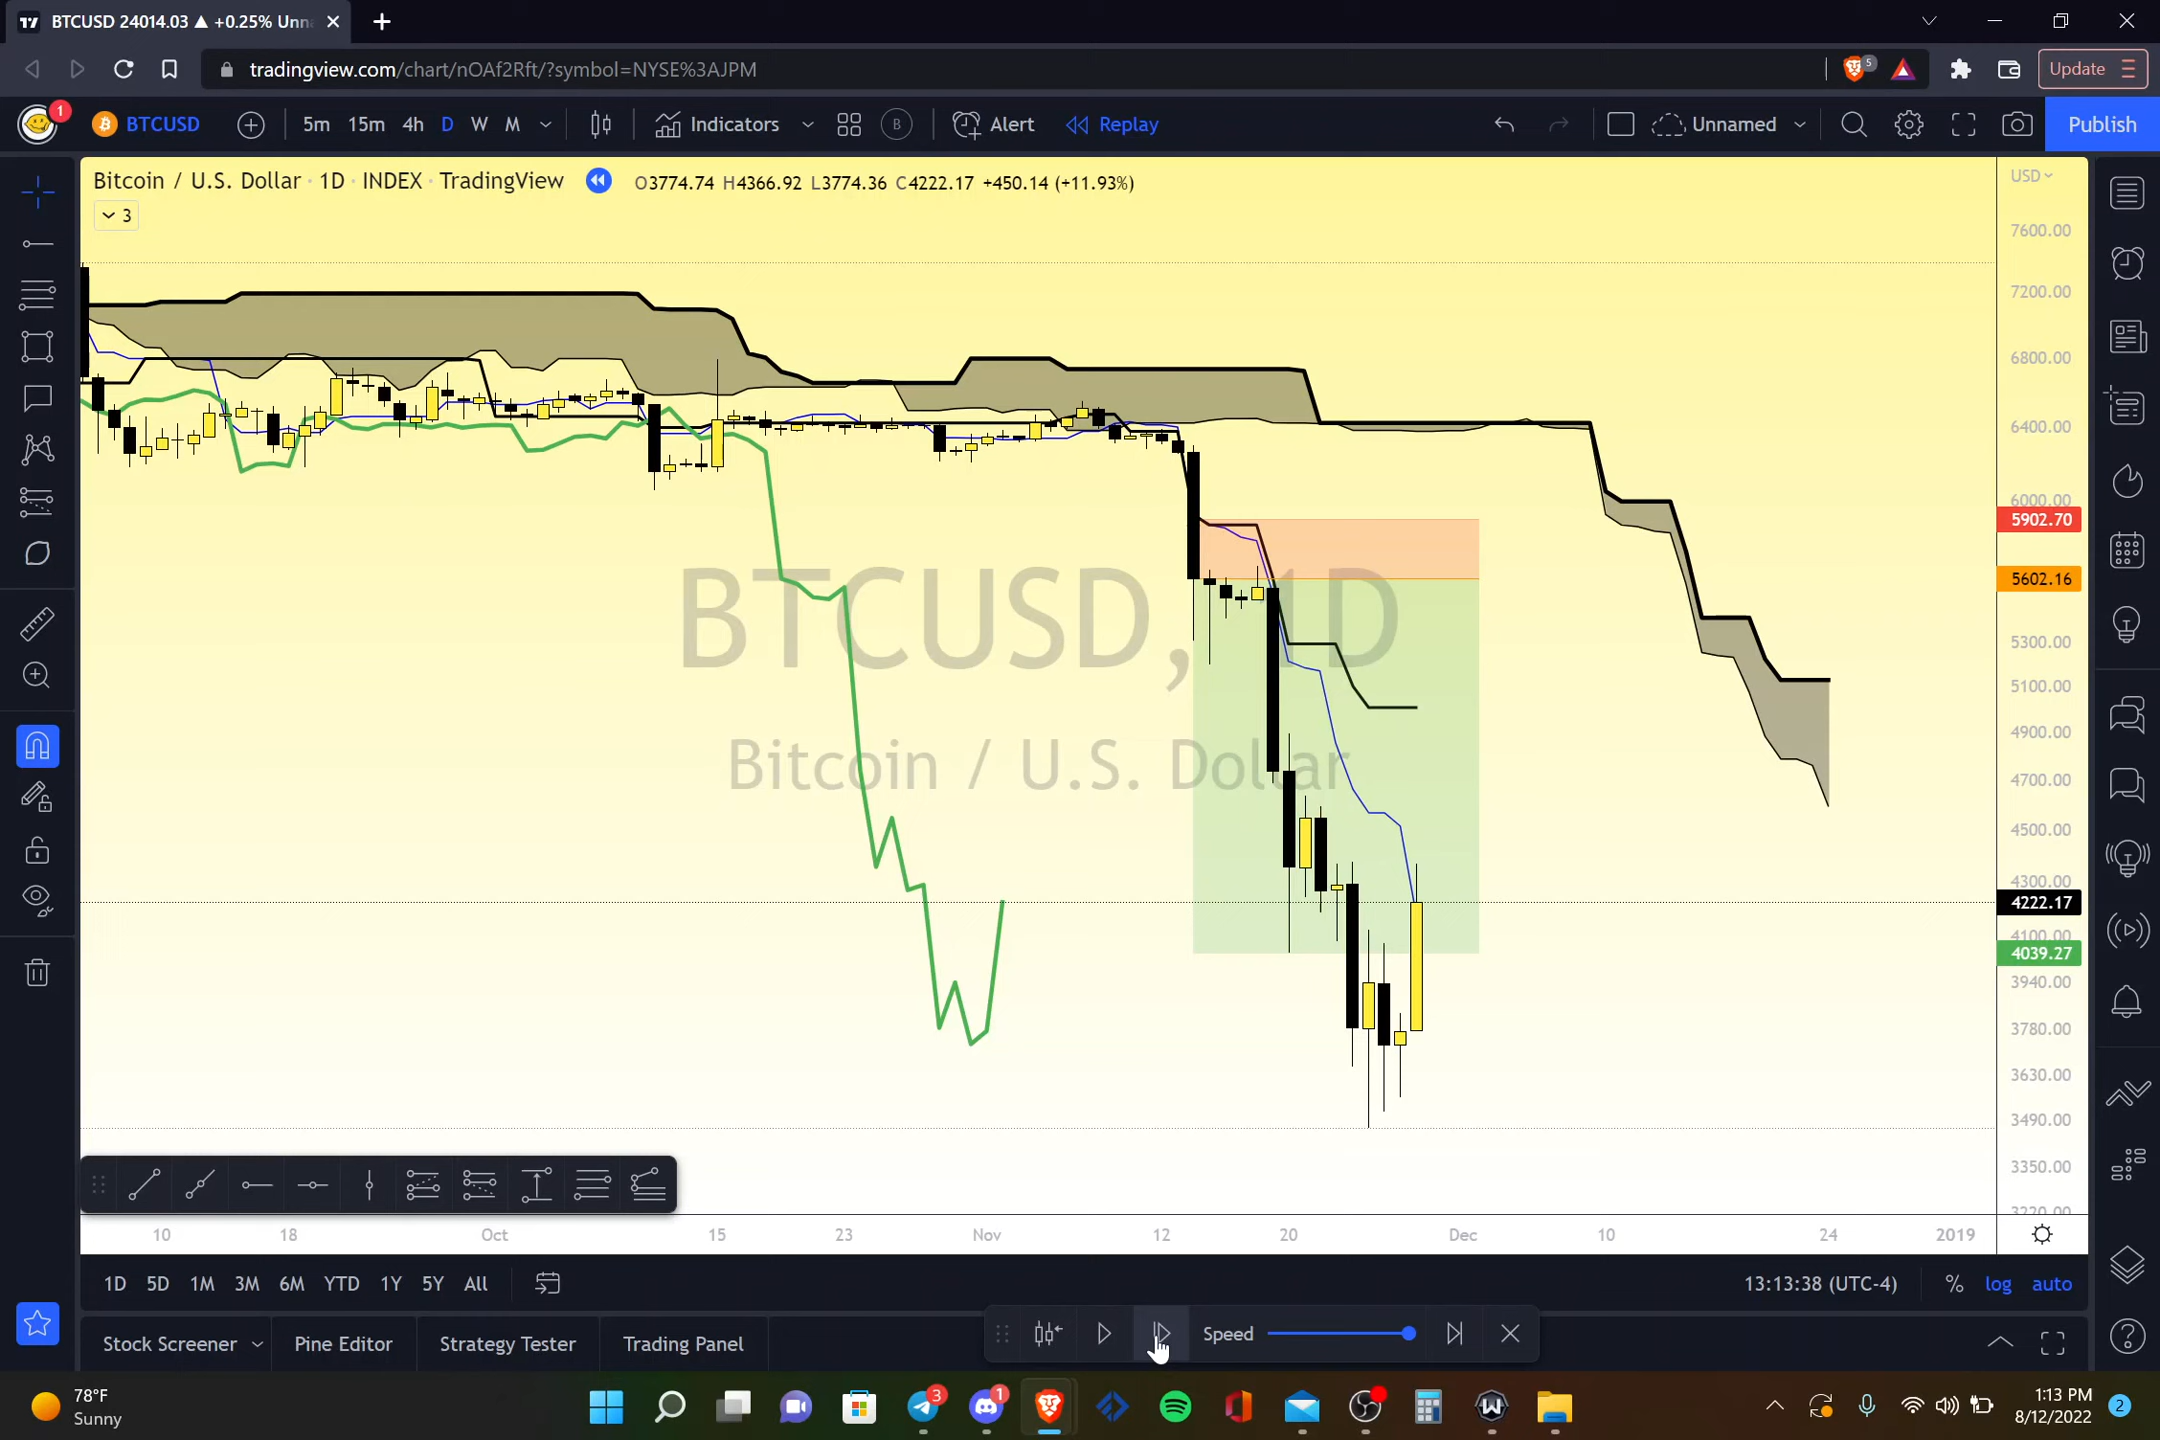 BTCUSD 24014.03 ▲ +0.25% Unn
tradingview.com/chart/nOAf2Rft/?symbol=NYSE%3AJPM
5
Update
1
BTCUSD
5m 15m 4h D W M
Indicators
B
Alert
Replay
Unnamed
Publish
Bitcoin / U.S. Dollar · 1D · INDEX · TradingView
O3774.74 H4366.92 L3774.36 C4222.17 +450.14 (+11.93%)
3
USD
7600.00
7200.00
6800.00
6400.00
6000.00
5902.70
5602.16
5300.00
5100.00
4900.00
4700.00
4500.00
4300.00
4222.17
4100.00
4039.27
3940.00
3780.00
3630.00
3490.00
3350.00
3220.00
BTCUSD, 1D
Bitcoin / U.S. Dollar
10 18 Oct 15 23 Nov 12 20 Dec 10 24 2019
1D 5D 1M 3M 6M YTD 1Y 5Y All
13:13:38 (UTC-4)
% log auto
Stock Screener
Pine Editor
Strategy Tester
Trading Panel
Speed
78°F
Sunny
3
1
1:13 PM
8/12/2022
2